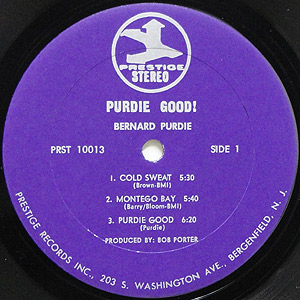 PRESTIGE
STEREO
PURDIE GOOD!
BERNARD PURDIE
PRST 10013 SIDE 1
1. COLD SWEAT 5:30
(Brown-BMI)
2. MONTEGO BAY 5:40
(Barry/Bloom-BMI)
3. PURDIE GOOD 6:20
(Purdie)
PRODUCED BY: BOB PORTER
PRESTIGE RECORDS INC., 203 S. WASHINGTON AVE., BERGENFIELD, N. J.